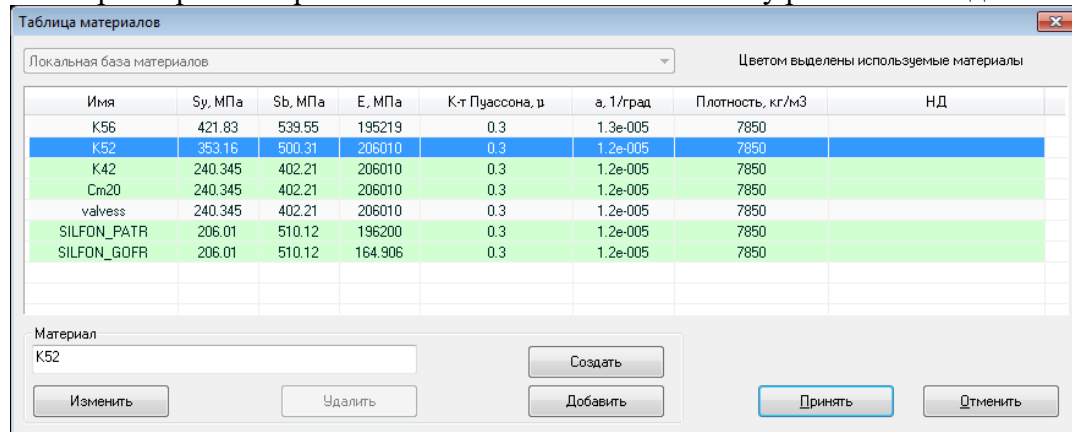 Таблица материалов
Локальная база материалов
Цветом выделены используемые материалы
Имя Sy, МПа Sb, МПа E, МПа К-т Пуассона, μ a, 1/град Плотность, кг/м3 НД
K56 421.83 539.55 195219 0.3 1.3e-005 7850
K52 353.16 500.31 206010 0.3 1.2e-005 7850
K42 240.345 402.21 206010 0.3 1.2e-005 7850
Cm20 240.345 402.21 206010 0.3 1.2e-005 7850
valvess 240.345 402.21 206010 0.3 1.2e-005 7850
SILFON_PATR 206.01 510.12 196200 0.3 1.2e-005 7850
SILFON_GOFR 206.01 510.12 164.906 0.3 1.2e-005 7850
Материал
K52
Создать
Изменить Удалить Добавить Принять Отменить